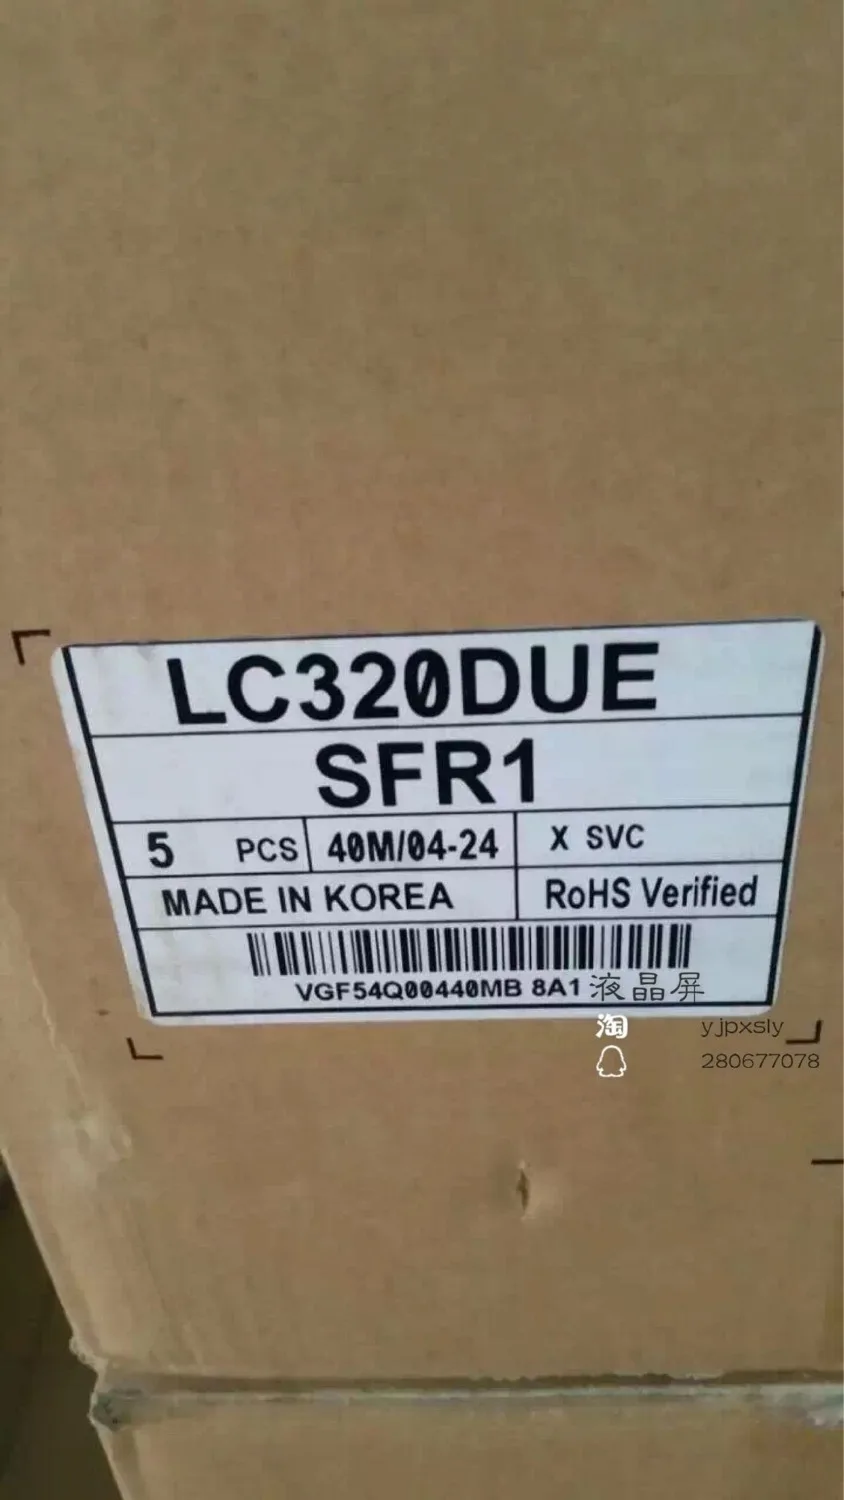 LC320DUE
SFR1
5 PCS 40M/04-24 X SVC
MADE IN KOREA RoHS Verified
VGF54Q00440MB 8A1 液晶屏
淘 yjpxsly
280677078